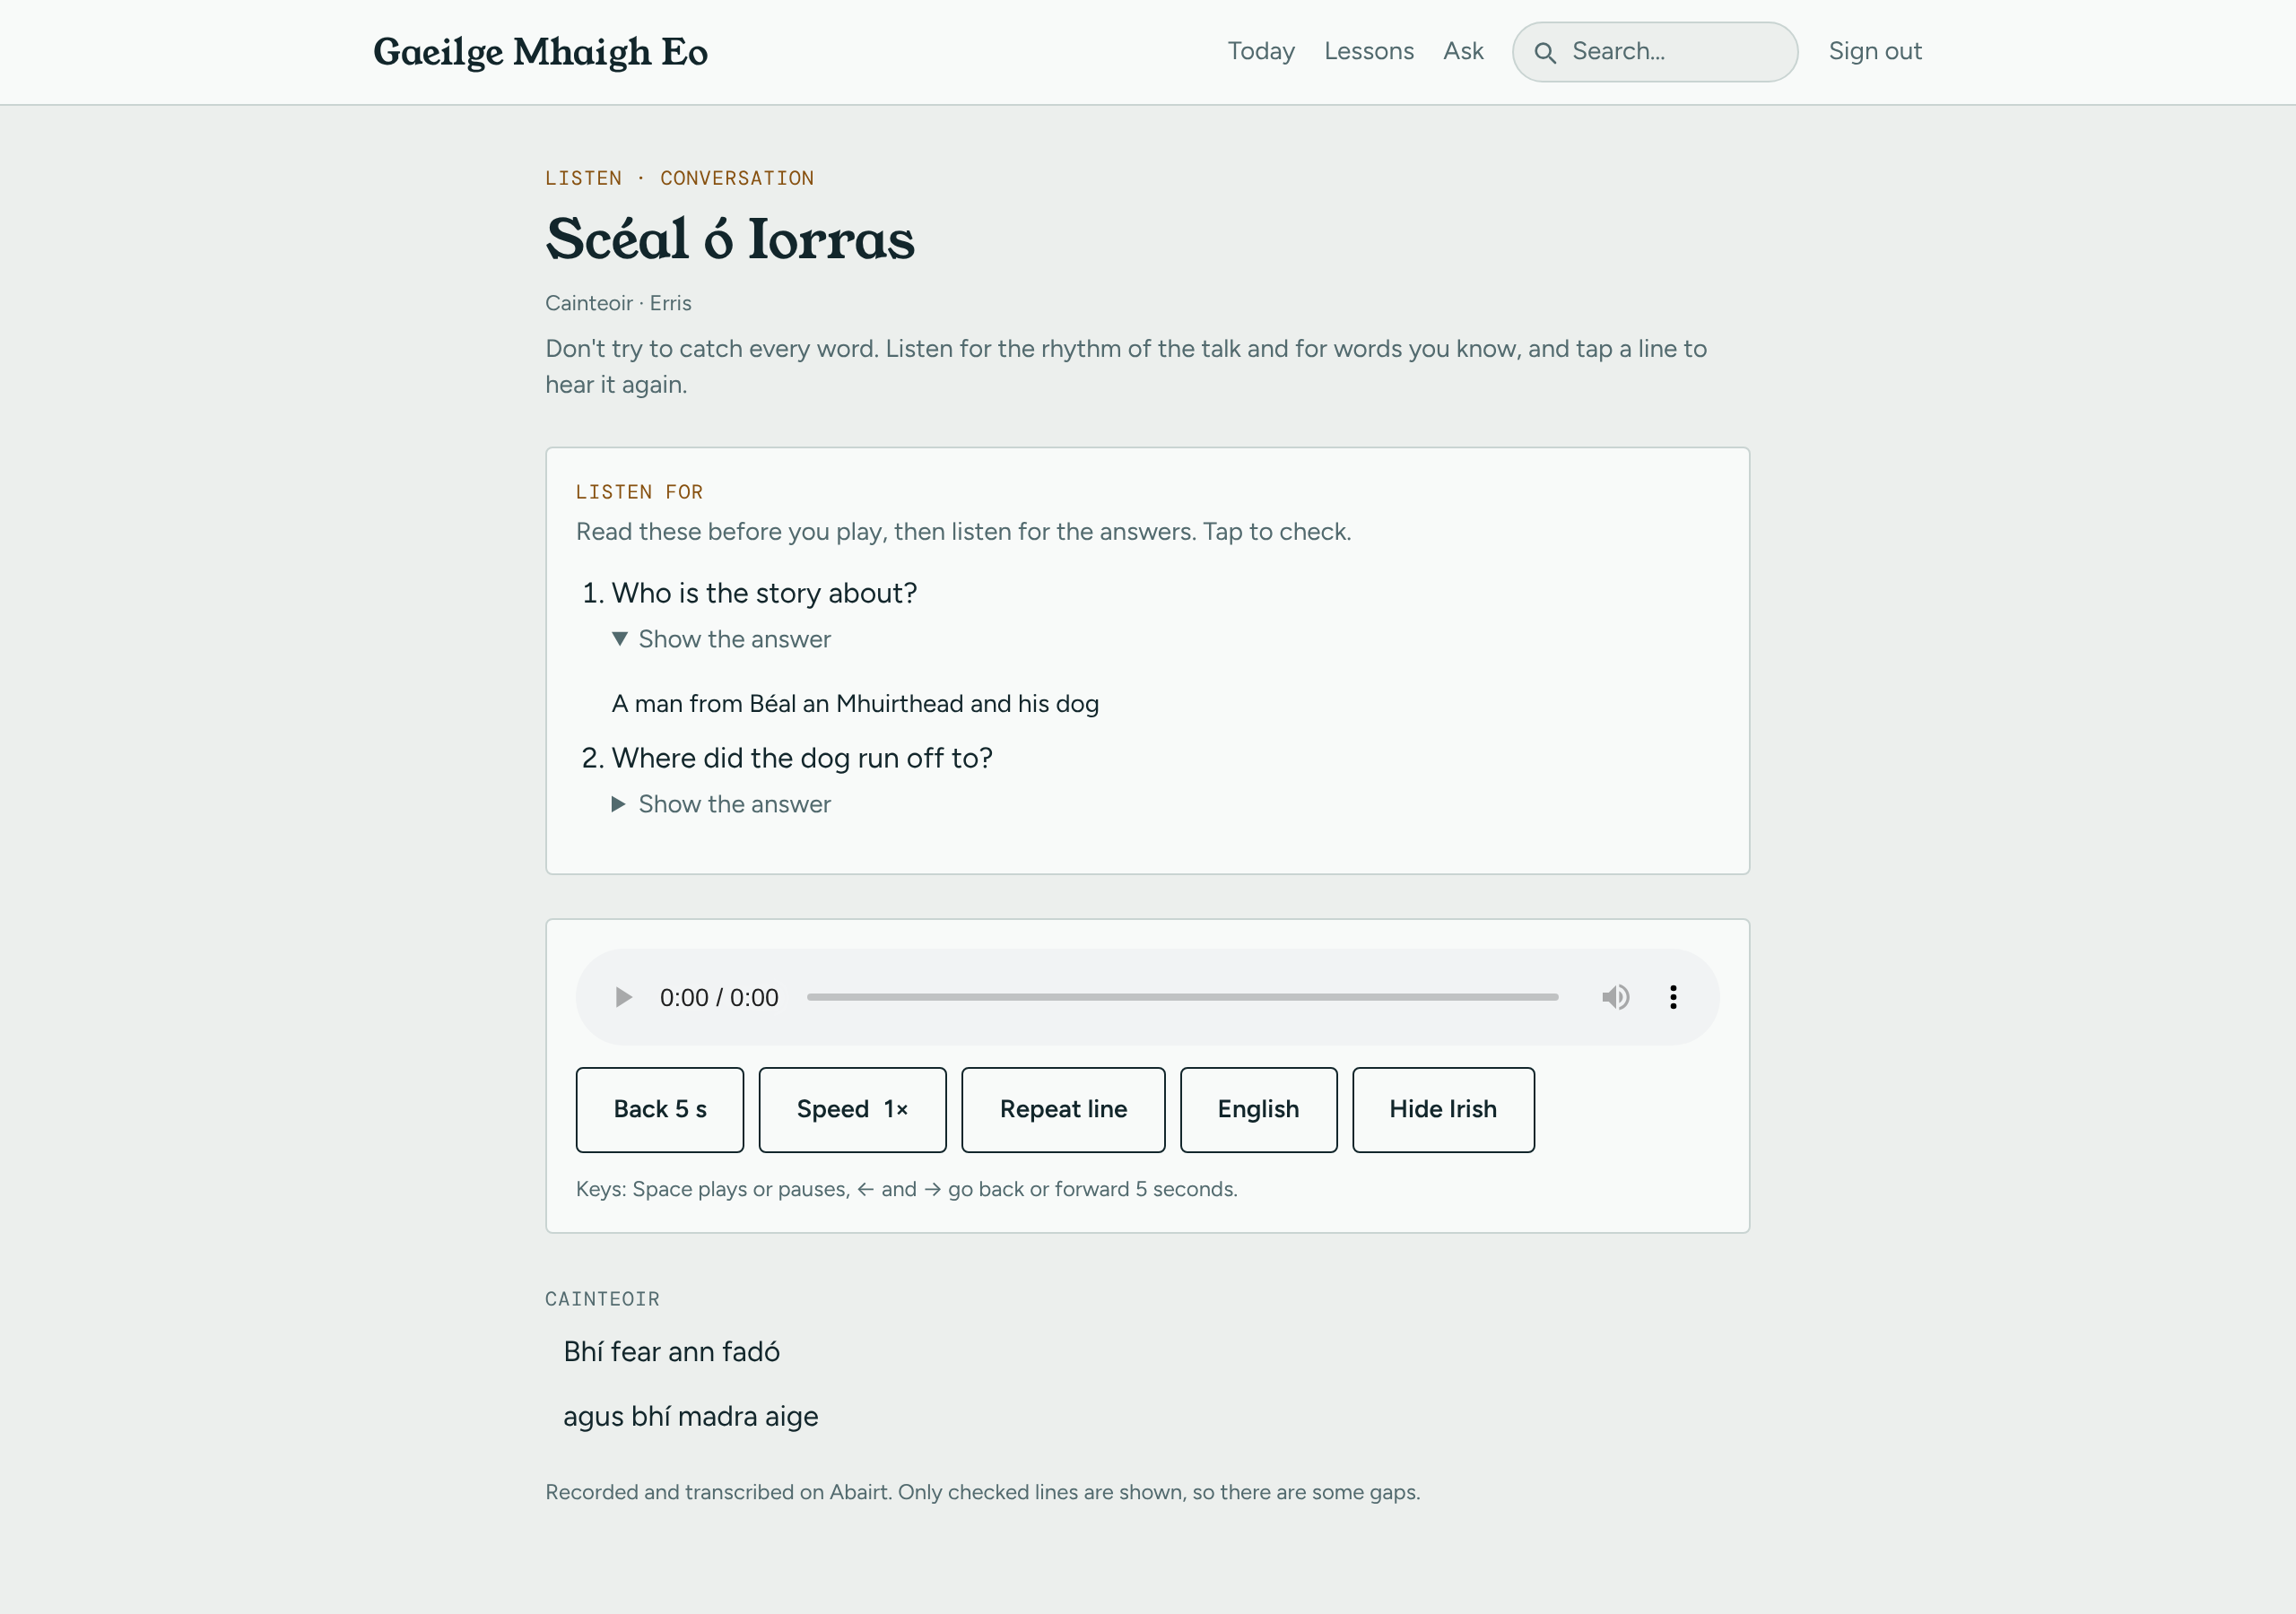 Gaeilge Mhaigh Eo
Today Lessons Ask Search... Sign out
LISTEN · CONVERSATION
Scéal ó Iorras
Cainteoir · Erris
Don't try to catch every word. Listen for the rhythm of the talk and for words you know, and tap a line to
hear it again.
LISTEN FOR
Read these before you play, then listen for the answers. Tap to check.
1. Who is the story about?
▼ Show the answer
A man from Béal an Mhuirthead and his dog
2. Where did the dog run off to?
▶ Show the answer
0:00 / 0:00
Back 5 s Speed 1× Repeat line English Hide Irish
Keys: Space plays or pauses, ← and → go back or forward 5 seconds.
CAINTEOIR
Bhí fear ann fadó
agus bhí madra aige
Recorded and transcribed on Abairt. Only checked lines are shown, so there are some gaps.